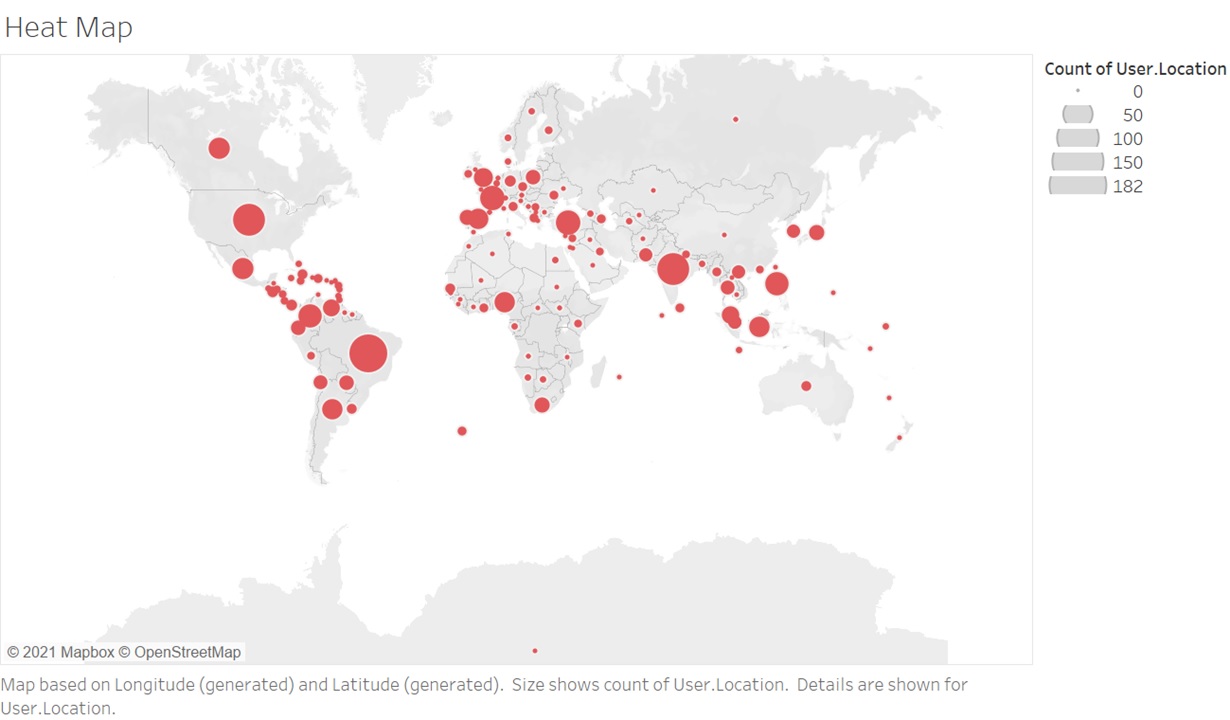 Heat Map
Count of User.Location
0
50
100
150
182
© 2021 Mapbox © OpenStreetMap
Map based on Longitude (generated) and Latitude (generated).  Size shows count of User.Location.  Details are shown for
User.Location.